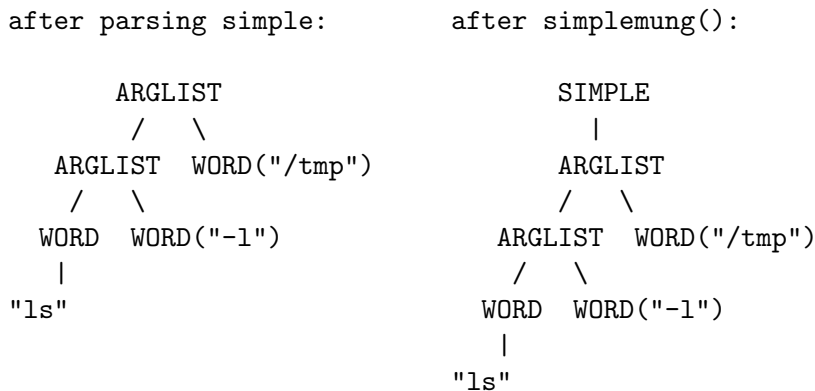 after parsing simple:       after simplemung():
       ARGLIST                     SIMPLE
        /   \                         |
   ARGLIST  WORD("/tmp")           ARGLIST
    /   \                           /   \
  WORD  WORD("-l")             ARGLIST  WORD("/tmp")
   |                            /   \
"ls"                          WORD  WORD("-l")
                               |
                            "ls"